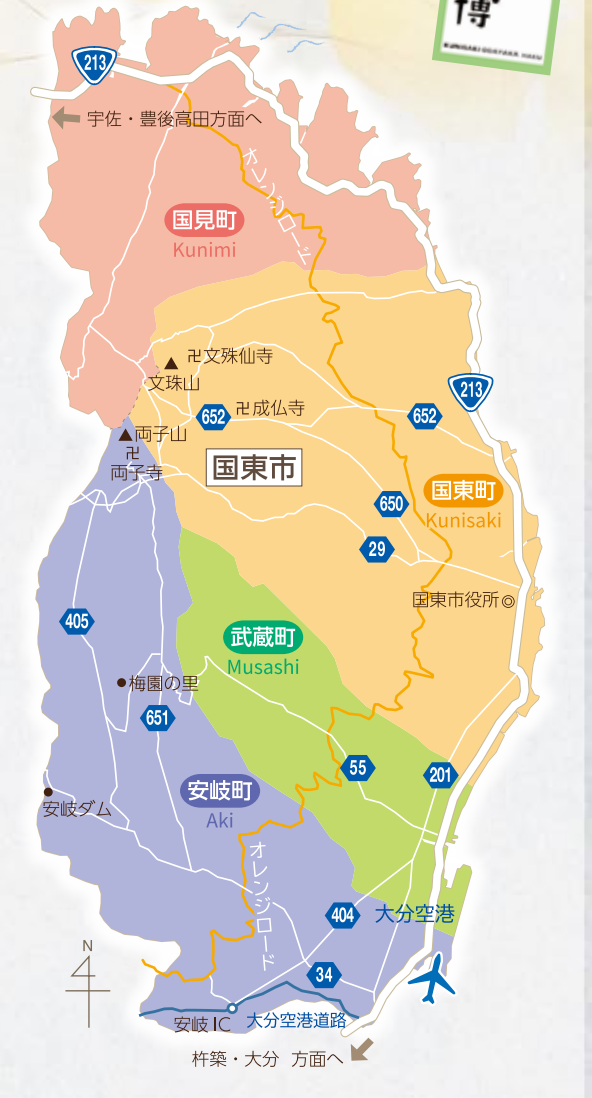 博
213
宇佐・豊後高田方面へ
オレンジロード
国見町
Kunimi
卍文殊仙寺
文珠山
213
652
卍成仏寺
652
両子山
卍
両子寺
国東市
国東町
Kunisaki
650
29
国東市役所◎
405
武蔵町
Musashi
梅園の里
651
55
201
安岐町
Aki
安岐ダム
オレンジロード
404
大分空港
N
34
安岐IC
大分空港道路
杵築・大分 方面へ